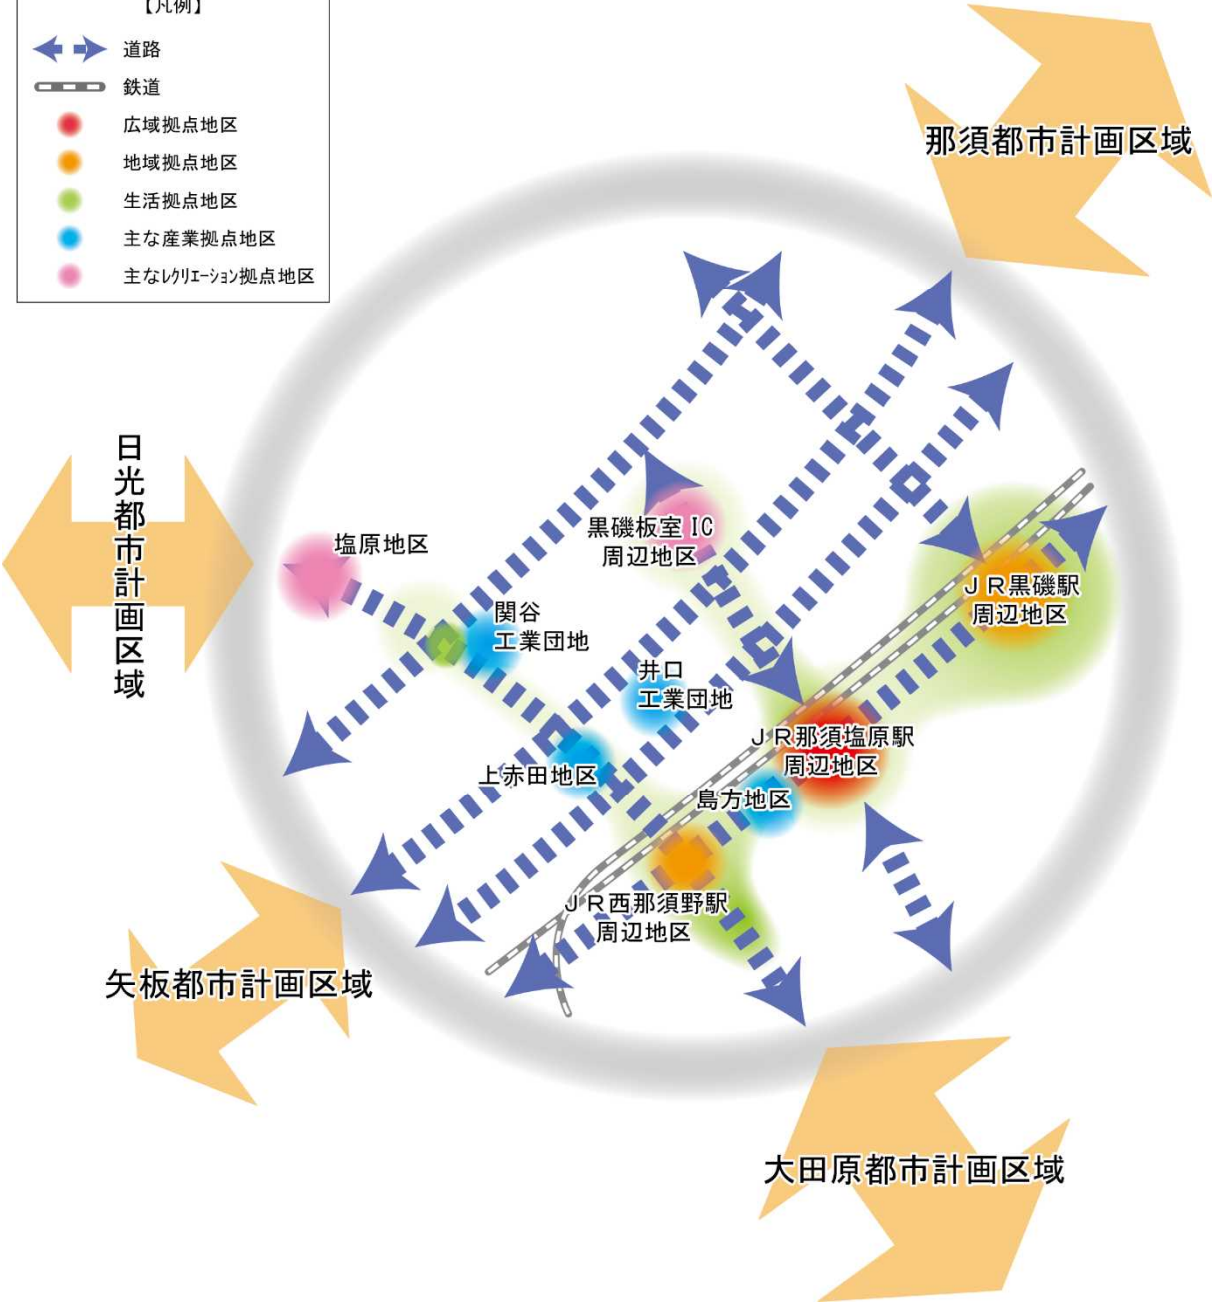 【凡例】
道路
鉄道
広域拠点地区
地域拠点地区
生活拠点地区
主な産業拠点地区
主なﾚｸﾘｴｰｼｮﾝ拠点地区
那須都市計画区域
日光都市計画区域
塩原地区
黒磯板室IC
周辺地区
関谷
工業団地
井口
工業団地
ＪＲ黒磯駅
周辺地区
ＪＲ那須塩原駅
周辺地区
上赤田地区
島方地区
ＪＲ西那須野駅
周辺地区
矢板都市計画区域
大田原都市計画区域